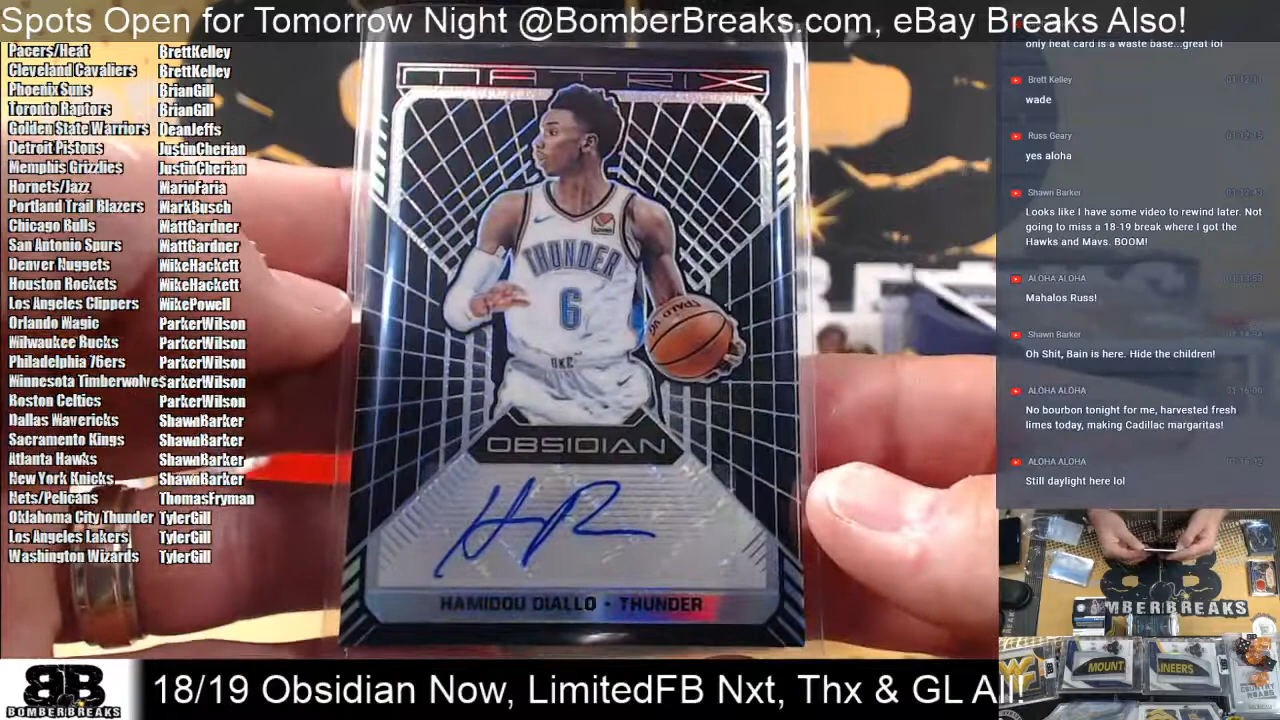 Spots Open for Tomorrow Night @BomberBreaks.com, eBay Breaks Also!
Pacers/Heat BrettKelley
Cleveland Cavaliers BrettKelley
Phoenix Suns BrianGill
Toronto Raptors BrianGill
Golden State Warriors DeanJeffs
Detroit Pistons JustinCherian
Memphis Grizzlies JustinCherian
Hornets/Jazz MarioFaria
Portland Trail Blazers MarkBusch
Chicago Bulls MattGardner
San Antonio Spurs MattGardner
Denver Nuggets MikeHackett
Houston Rockets MikeHackett
Los Angeles Clippers MikePowell
Orlando Magic ParkerWilson
Milwaukee Bucks ParkerWilson
Philadelphia 76ers ParkerWilson
Minnesota Timberwolves ParkerWilson
Boston Celtics ParkerWilson
Dallas Mavericks ShawnBarker
Sacramento Kings ShawnBarker
Atlanta Hawks ShawnBarker
New York Knicks ShawnBarker
Nets/Pelicans ThomasFryman
Oklahoma City Thunder TylerGill
Los Angeles Lakers TylerGill
Washington Wizards TylerGill
MATRIX
THUNDER
6
OKC
OBSIDIAN
HAMIDOU DIALLO • THUNDER
only heat card is a waste base...great lol
Brett Kelley
wade
Russ Geary
yes aloha
Shawn Barker
Looks like I have some video to rewind later. Not
going to miss a 18-19 break where I got the
Hawks and Mavs. BOOM!
ALOHA ALOHA
Mahalos Russ!
Shawn Barker
Oh Shit, Bain is here. Hide the children!
ALOHA ALOHA
No bourbon tonight for me, harvested fresh
limes today, making Cadillac margaritas!
ALOHA ALOHA
Still daylight here lol
BB
MBERBREAKS
MOUNT
AINEERS
BB
BOMBERBREAKS
18/19 Obsidian Now, LimitedFB Nxt, Thx & GL All!